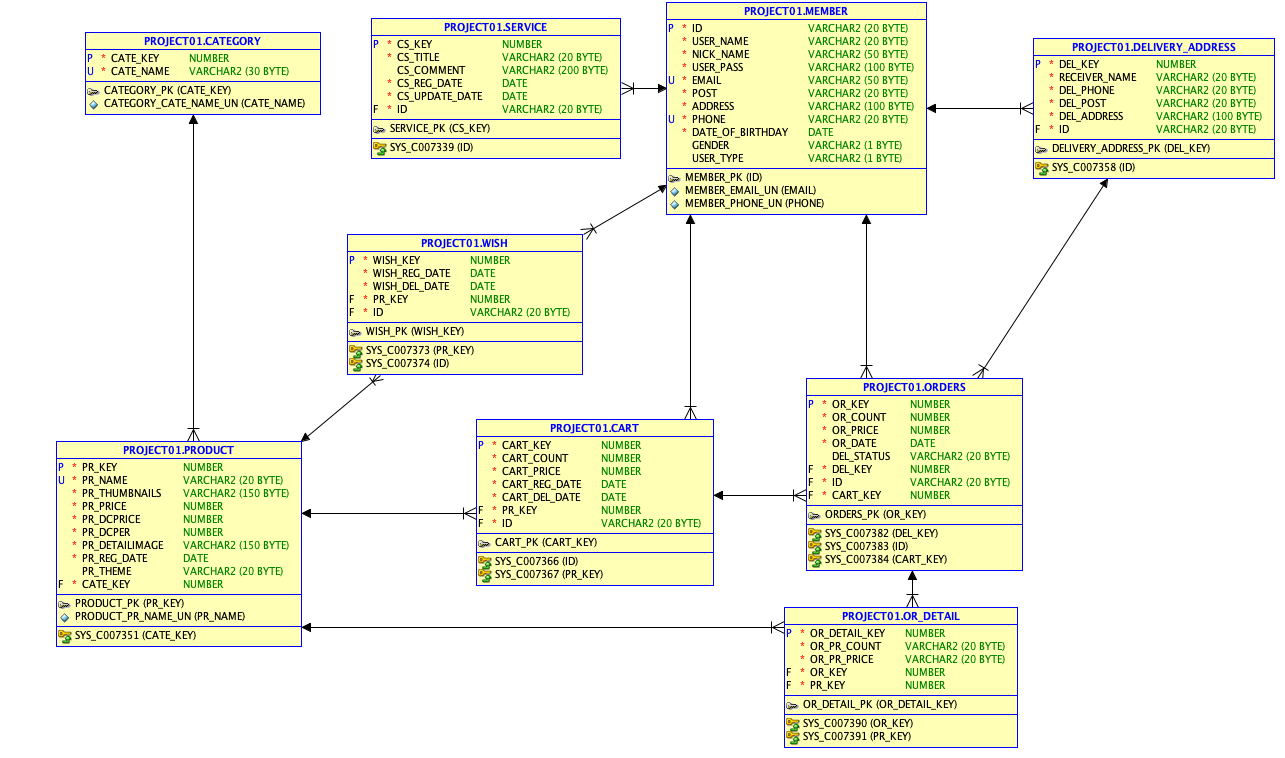 PROJECT01.CATEGORY
P * CATE_KEY NUMBER
U * CATE_NAME VARCHAR2 (30 BYTE)
CATEGORY_PK (CATE_KEY)
CATEGORY_CATE_NAME_UN (CATE_NAME)
PROJECT01.SERVICE
P * CS_KEY NUMBER
* CS_TITLE VARCHAR2 (20 BYTE)
CS_COMMENT VARCHAR2 (200 BYTE)
* CS_REG_DATE DATE
* CS_UPDATE_DATE DATE
F * ID VARCHAR2 (20 BYTE)
SERVICE_PK (CS_KEY)
SYS_C007339 (ID)
PROJECT01.MEMBER
P * ID VARCHAR2 (20 BYTE)
* USER_NAME VARCHAR2 (20 BYTE)
* NICK_NAME VARCHAR2 (50 BYTE)
* USER_PASS VARCHAR2 (100 BYTE)
U * EMAIL VARCHAR2 (50 BYTE)
* POST VARCHAR2 (20 BYTE)
* ADDRESS VARCHAR2 (100 BYTE)
U * PHONE VARCHAR2 (20 BYTE)
* DATE_OF_BIRTHDAY DATE
GENDER VARCHAR2 (1 BYTE)
USER_TYPE VARCHAR2 (1 BYTE)
MEMBER_PK (ID)
MEMBER_EMAIL_UN (EMAIL)
MEMBER_PHONE_UN (PHONE)
PROJECT01.DELIVERY_ADDRESS
P * DEL_KEY NUMBER
* RECEIVER_NAME VARCHAR2 (20 BYTE)
* DEL_PHONE VARCHAR2 (20 BYTE)
* DEL_POST VARCHAR2 (20 BYTE)
* DEL_ADDRESS VARCHAR2 (100 BYTE)
F * ID VARCHAR2 (20 BYTE)
DELIVERY_ADDRESS_PK (DEL_KEY)
SYS_C007358 (ID)
PROJECT01.WISH
P * WISH_KEY NUMBER
* WISH_REG_DATE DATE
* WISH_DEL_DATE DATE
F * PR_KEY NUMBER
F * ID VARCHAR2 (20 BYTE)
WISH_PK (WISH_KEY)
SYS_C007373 (PR_KEY)
SYS_C007374 (ID)
PROJECT01.PRODUCT
P * PR_KEY NUMBER
U * PR_NAME VARCHAR2 (20 BYTE)
* PR_THUMBNAILS VARCHAR2 (150 BYTE)
* PR_PRICE NUMBER
* PR_DCPRICE NUMBER
* PR_DCPER NUMBER
* PR_DETAILIMAGE VARCHAR2 (150 BYTE)
* PR_REG_DATE DATE
PR_THEME VARCHAR2 (20 BYTE)
F * CATE_KEY NUMBER
PRODUCT_PK (PR_KEY)
PRODUCT_PR_NAME_UN (PR_NAME)
SYS_C007351 (CATE_KEY)
PROJECT01.CART
P * CART_KEY NUMBER
* CART_COUNT NUMBER
* CART_PRICE NUMBER
* CART_REG_DATE DATE
* CART_DEL_DATE DATE
F * PR_KEY NUMBER
F * ID VARCHAR2 (20 BYTE)
CART_PK (CART_KEY)
SYS_C007366 (ID)
SYS_C007367 (PR_KEY)
PROJECT01.ORDERS
P * OR_KEY NUMBER
* OR_COUNT NUMBER
* OR_PRICE NUMBER
* OR_DATE DATE
DEL_STATUS VARCHAR2 (20 BYTE)
F * DEL_KEY NUMBER
F * ID VARCHAR2 (20 BYTE)
F * CART_KEY NUMBER
ORDERS_PK (OR_KEY)
SYS_C007382 (DEL_KEY)
SYS_C007383 (ID)
SYS_C007384 (CART_KEY)
PROJECT01.OR_DETAIL
P * OR_DETAIL_KEY NUMBER
* OR_PR_COUNT VARCHAR2 (20 BYTE)
* OR_PR_PRICE VARCHAR2 (20 BYTE)
F * OR_KEY NUMBER
F * PR_KEY NUMBER
OR_DETAIL_PK (OR_DETAIL_KEY)
SYS_C007390 (OR_KEY)
SYS_C007391 (PR_KEY)